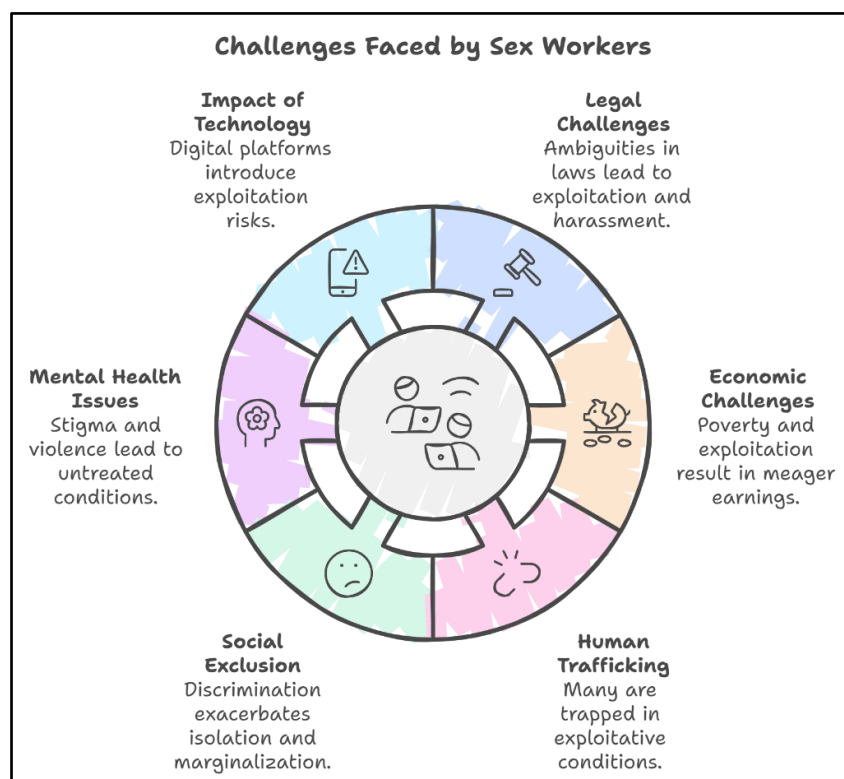 Challenges Faced by Sex Workers
Impact of
Technology
Digital platforms
introduce
exploitation
risks.
Legal
Challenges
Ambiguities in
laws lead to
exploitation and
harassment.
Mental Health
Issues
Stigma and
violence lead to
untreated
conditions.
Economic
Challenges
Poverty and
exploitation
result in meager
earnings.
Social
Exclusion
Discrimination
exacerbates
isolation and
marginalization.
Human
Trafficking
Many are
trapped in
exploitative
conditions.